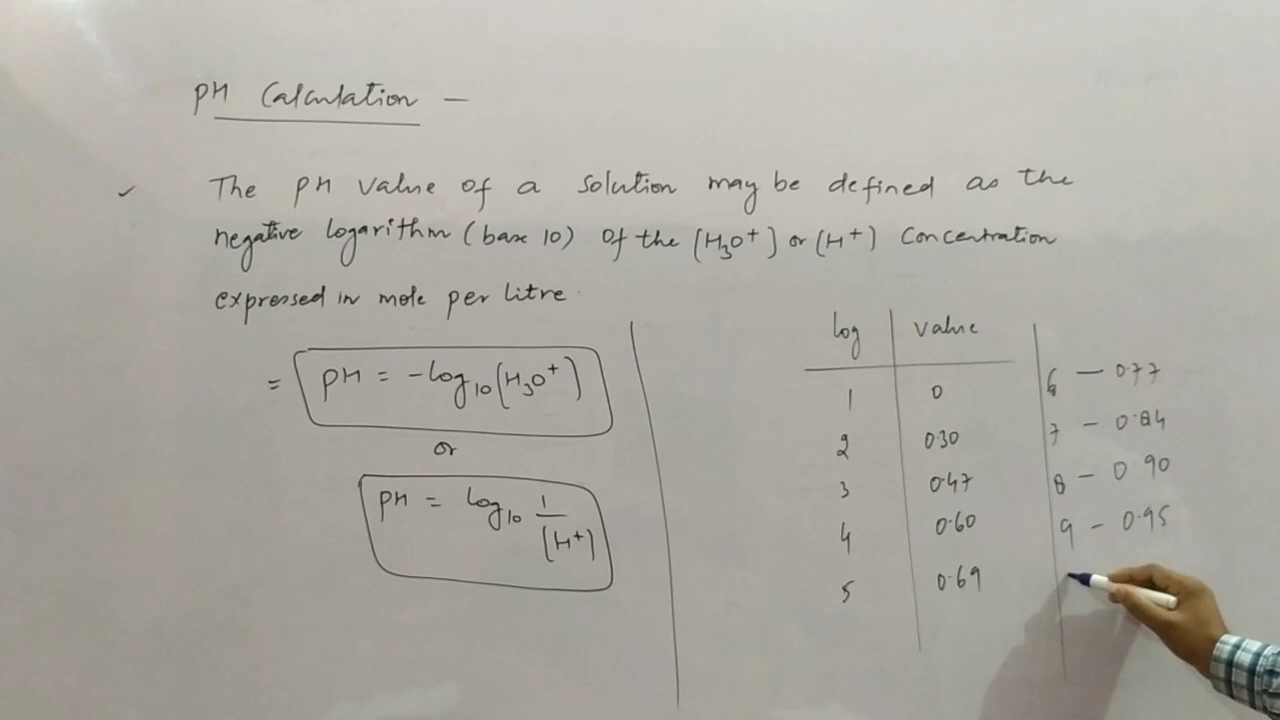 pH Calculation —
✓ The pH value of a solution may be defined as the
negative logarithm (base 10) of the [H₃O⁺] or (H⁺) Concentration
expressed in mole per litre.
= pH = -log₁₀(H₃O⁺)
or
pH = log₁₀ 1/(H⁺)
log value
1 0
2 0.30
3 0.47
4 0.60
5 0.69
6 — 0.77
7 - 0.84
8 - 0.90
9 - 0.95